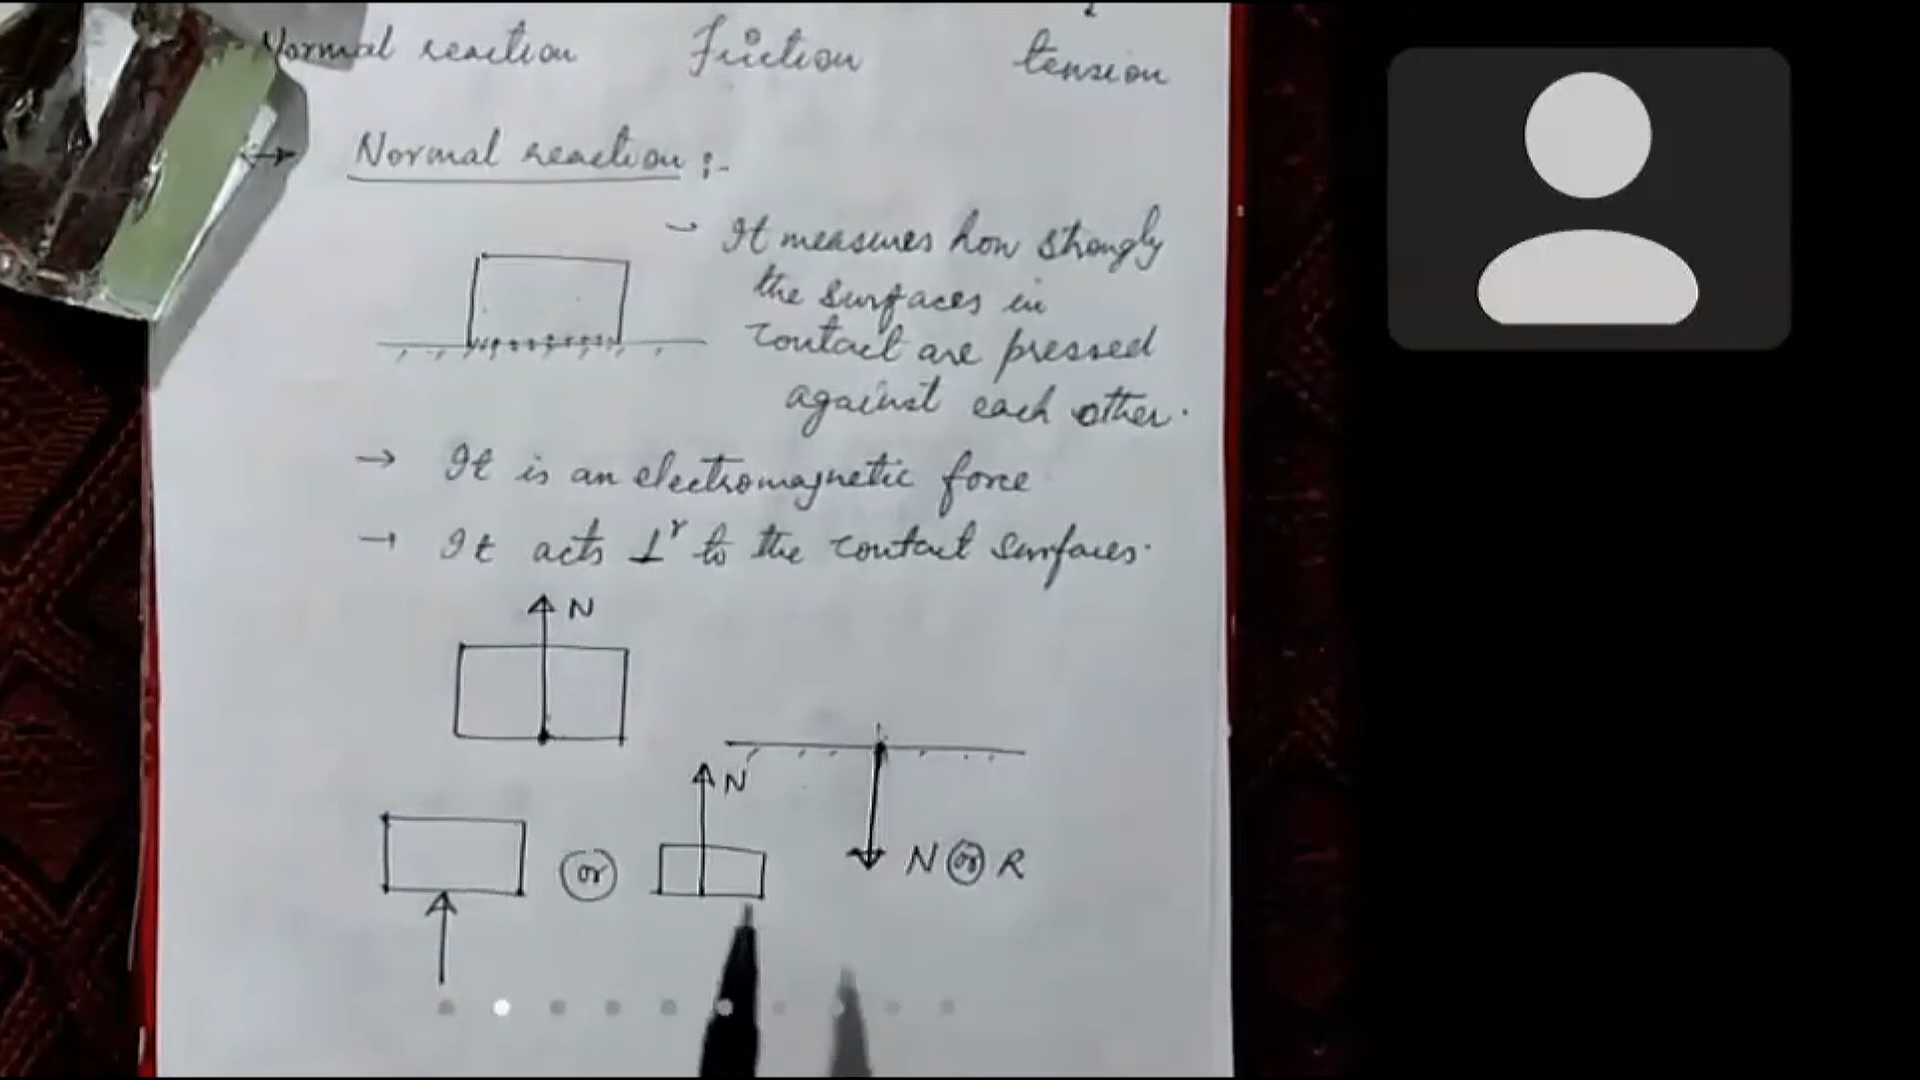 Normal reaction Friction tension
Normal reaction :-
- It measures how strongly
the surfaces in
contact are pressed
against each other.
→ It is an electromagnetic force
→ It acts ⊥r to the contact surfaces.
N
N
or
N or R